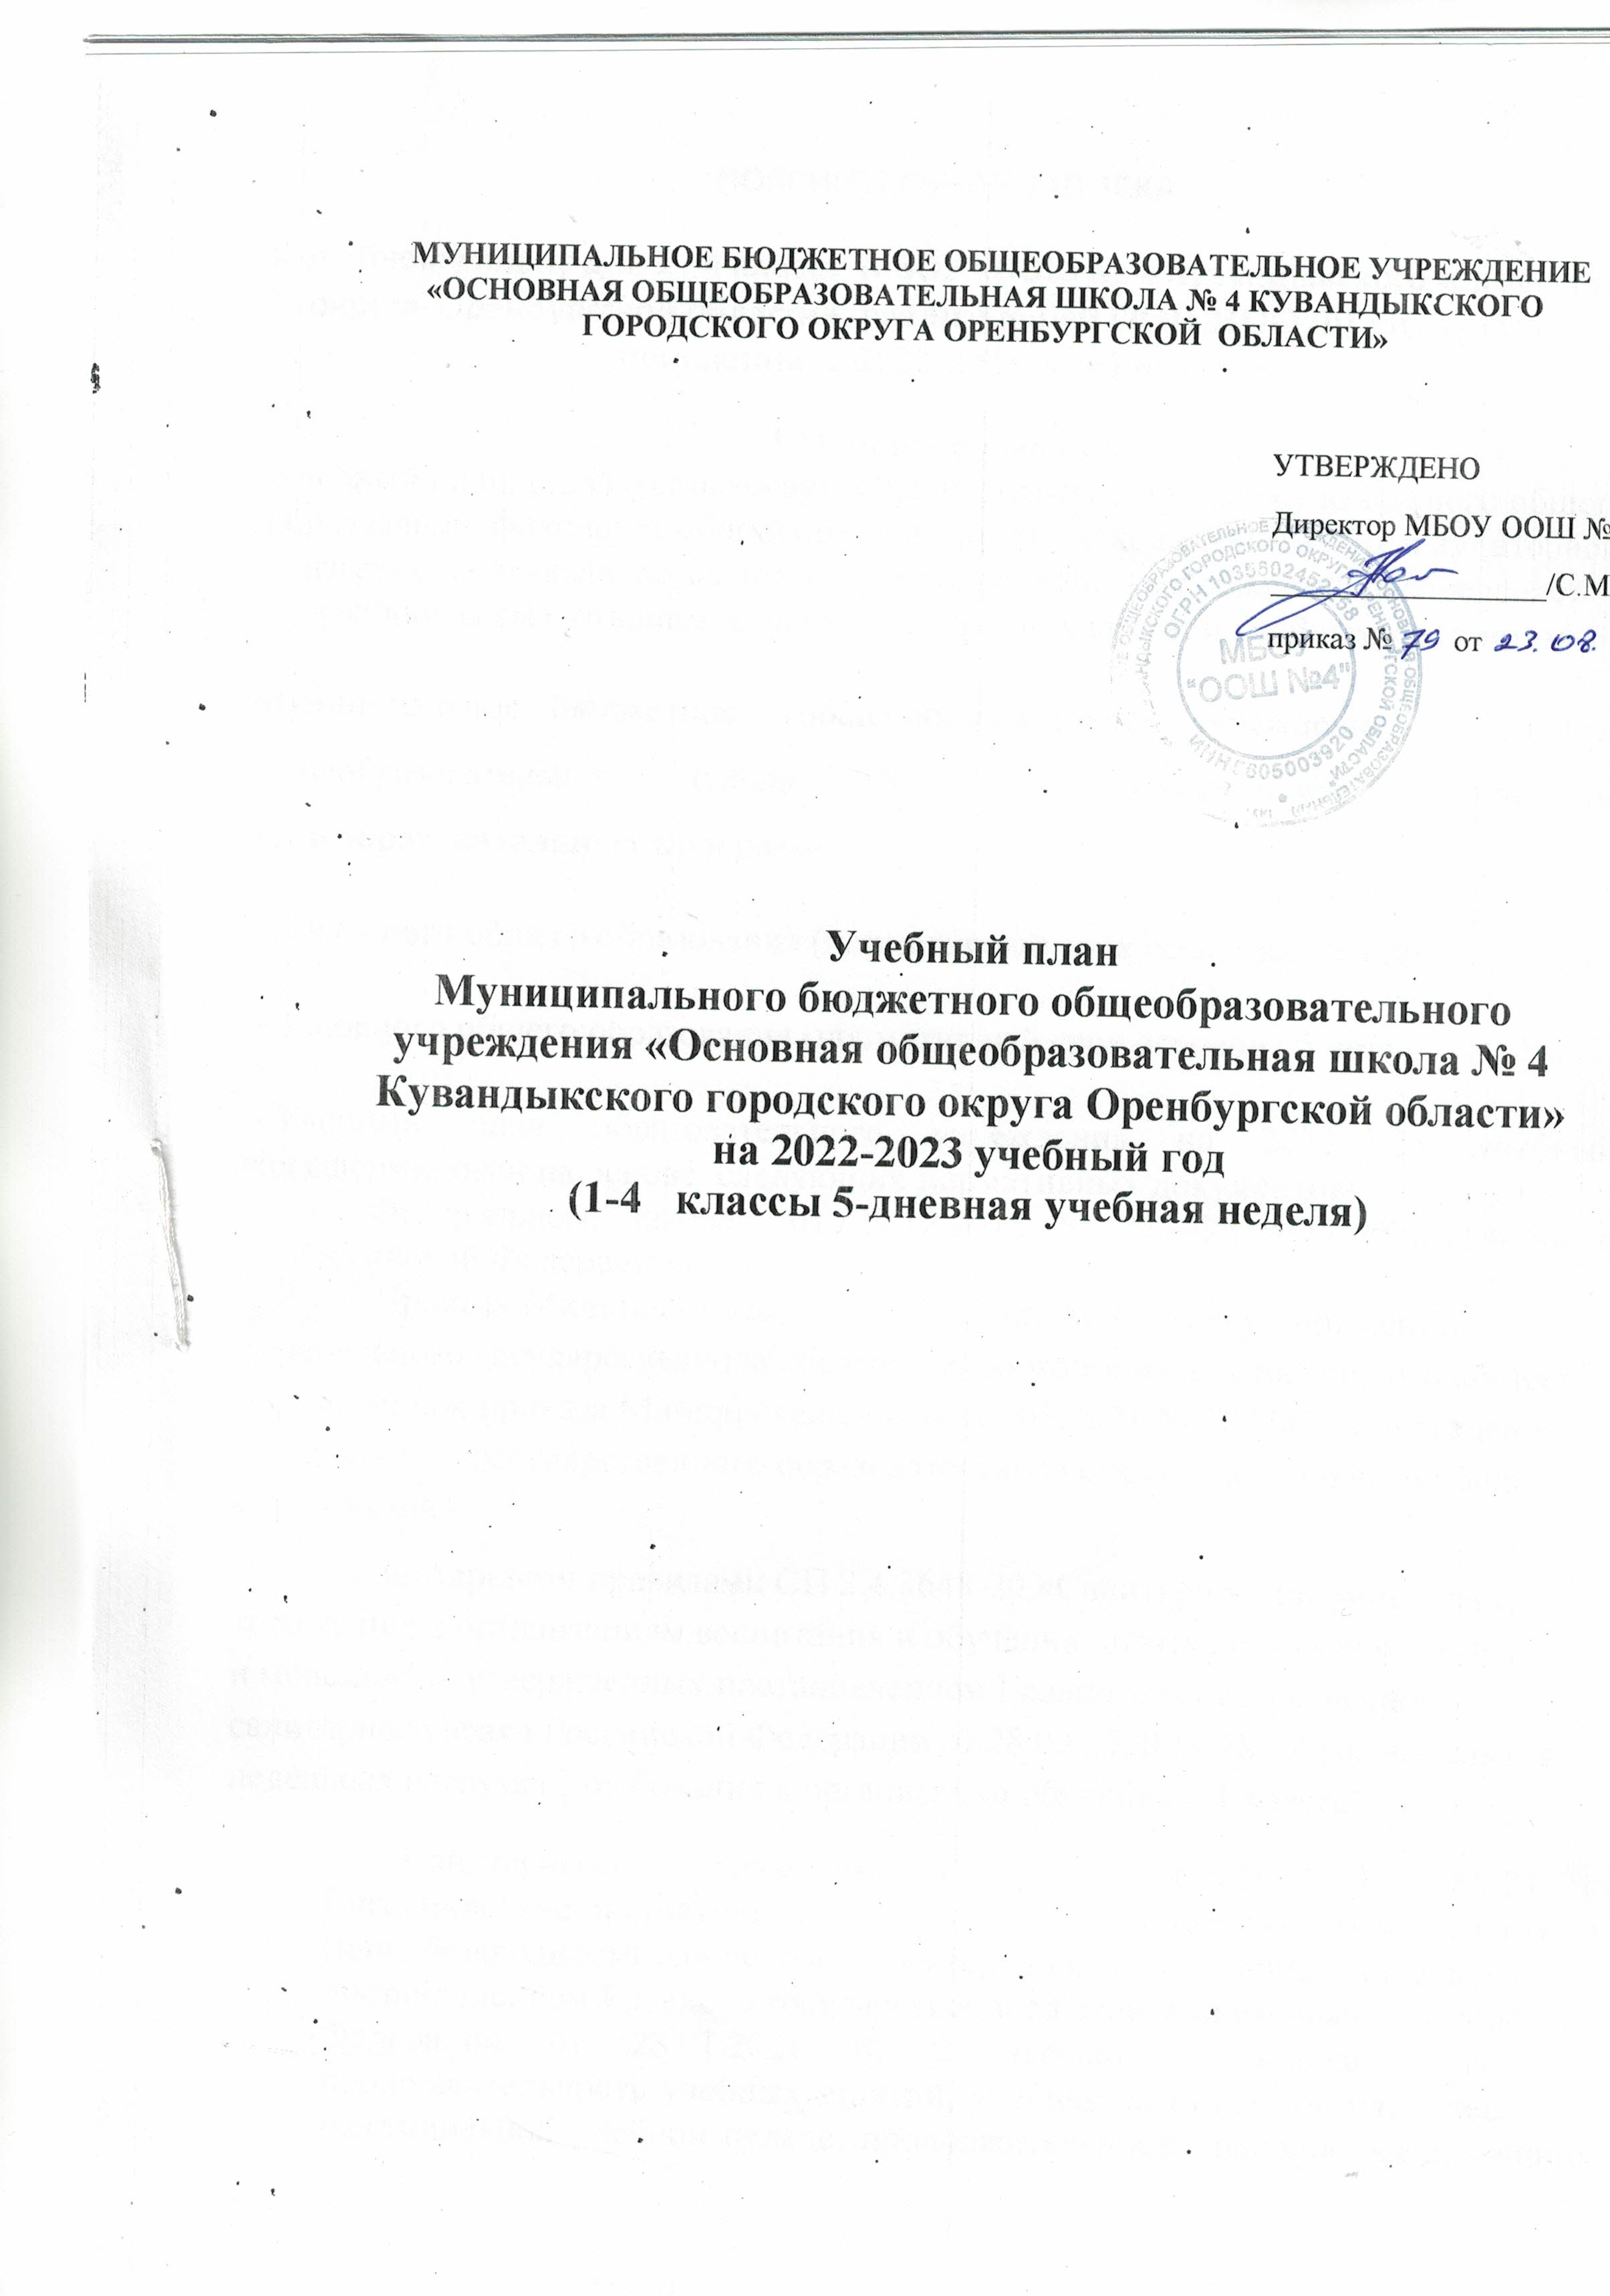 МУНИЦИПАЛЬНОЕ БЮДЖЕТНОЕ ОБЩЕОБРАЗОВАТЕЛЬНОЕ УЧРЕЖДЕНИЕ
«ОСНОВНАЯ ОБЩЕОБРАЗОВАТЕЛЬНАЯ ШКОЛА № 4 КУВАНДЫКСКОГО
ГОРОДСКОГО ОКРУГА ОРЕНБУРГСКОЙ ОБЛАСТИ»
УТВЕРЖДЕНО
Директор МБОУ ООШ №
/С.М
приказ № 79 от 23.08.
МБОУ
"ООШ №4"
Учебный план
Муниципального бюджетного общеобразовательного
учреждения «Основная общеобразовательная школа № 4
Кувандыкского городского округа Оренбургской области»
на 2022-2023 учебный год
(1-4 классы 5-дневная учебная неделя)